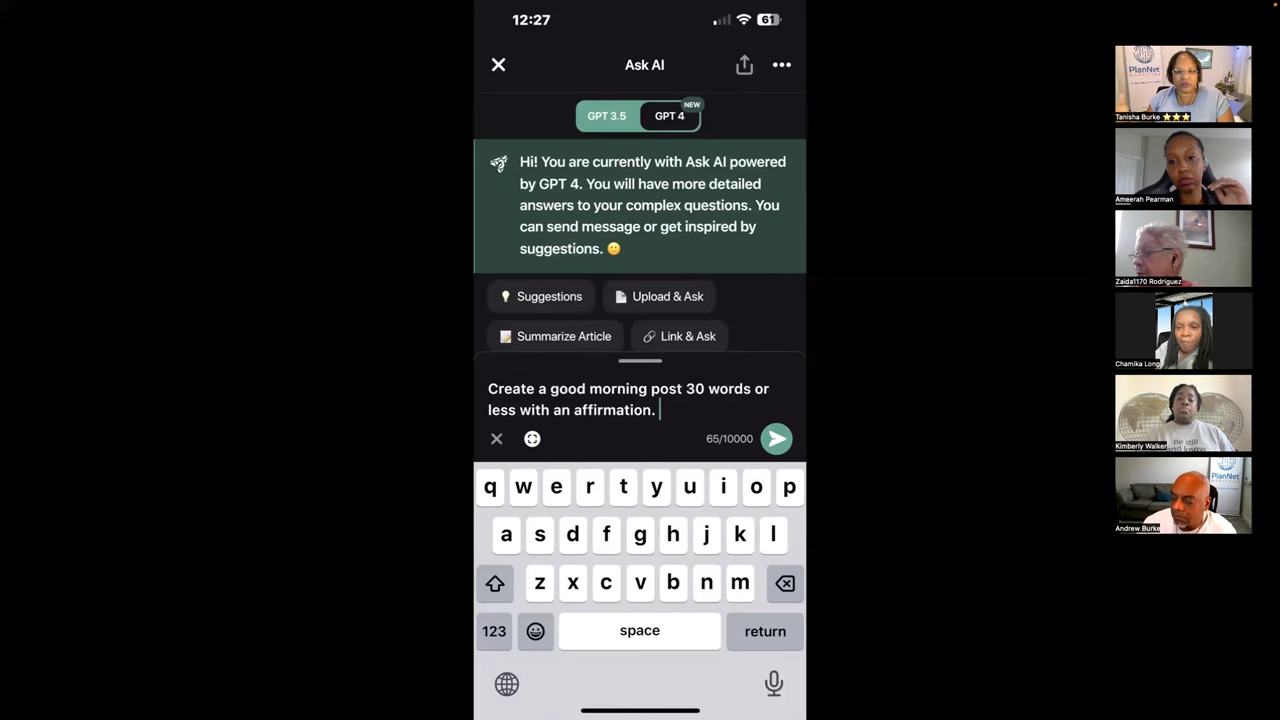 12:27
61
Ask AI
GPT 3.5
GPT 4
NEW
Hi! You are currently with Ask AI powered
by GPT 4. You will have more detailed
answers to your complex questions. You
can send message or get inspired by
suggestions.
Suggestions
Upload & Ask
Summarize Article
Link & Ask
Create a good morning post 30 words or
less with an affirmation.
65/10000
q w e r t y u i o p
a s d f g h j k l
z x c v b n m
123
space
return
PlanNet
Tanisha Burke
Ameerah Pearman
Zaida1170 Rodriguez
Chamika Long
Kimberly Walker
PlanNet
Andrew Burke